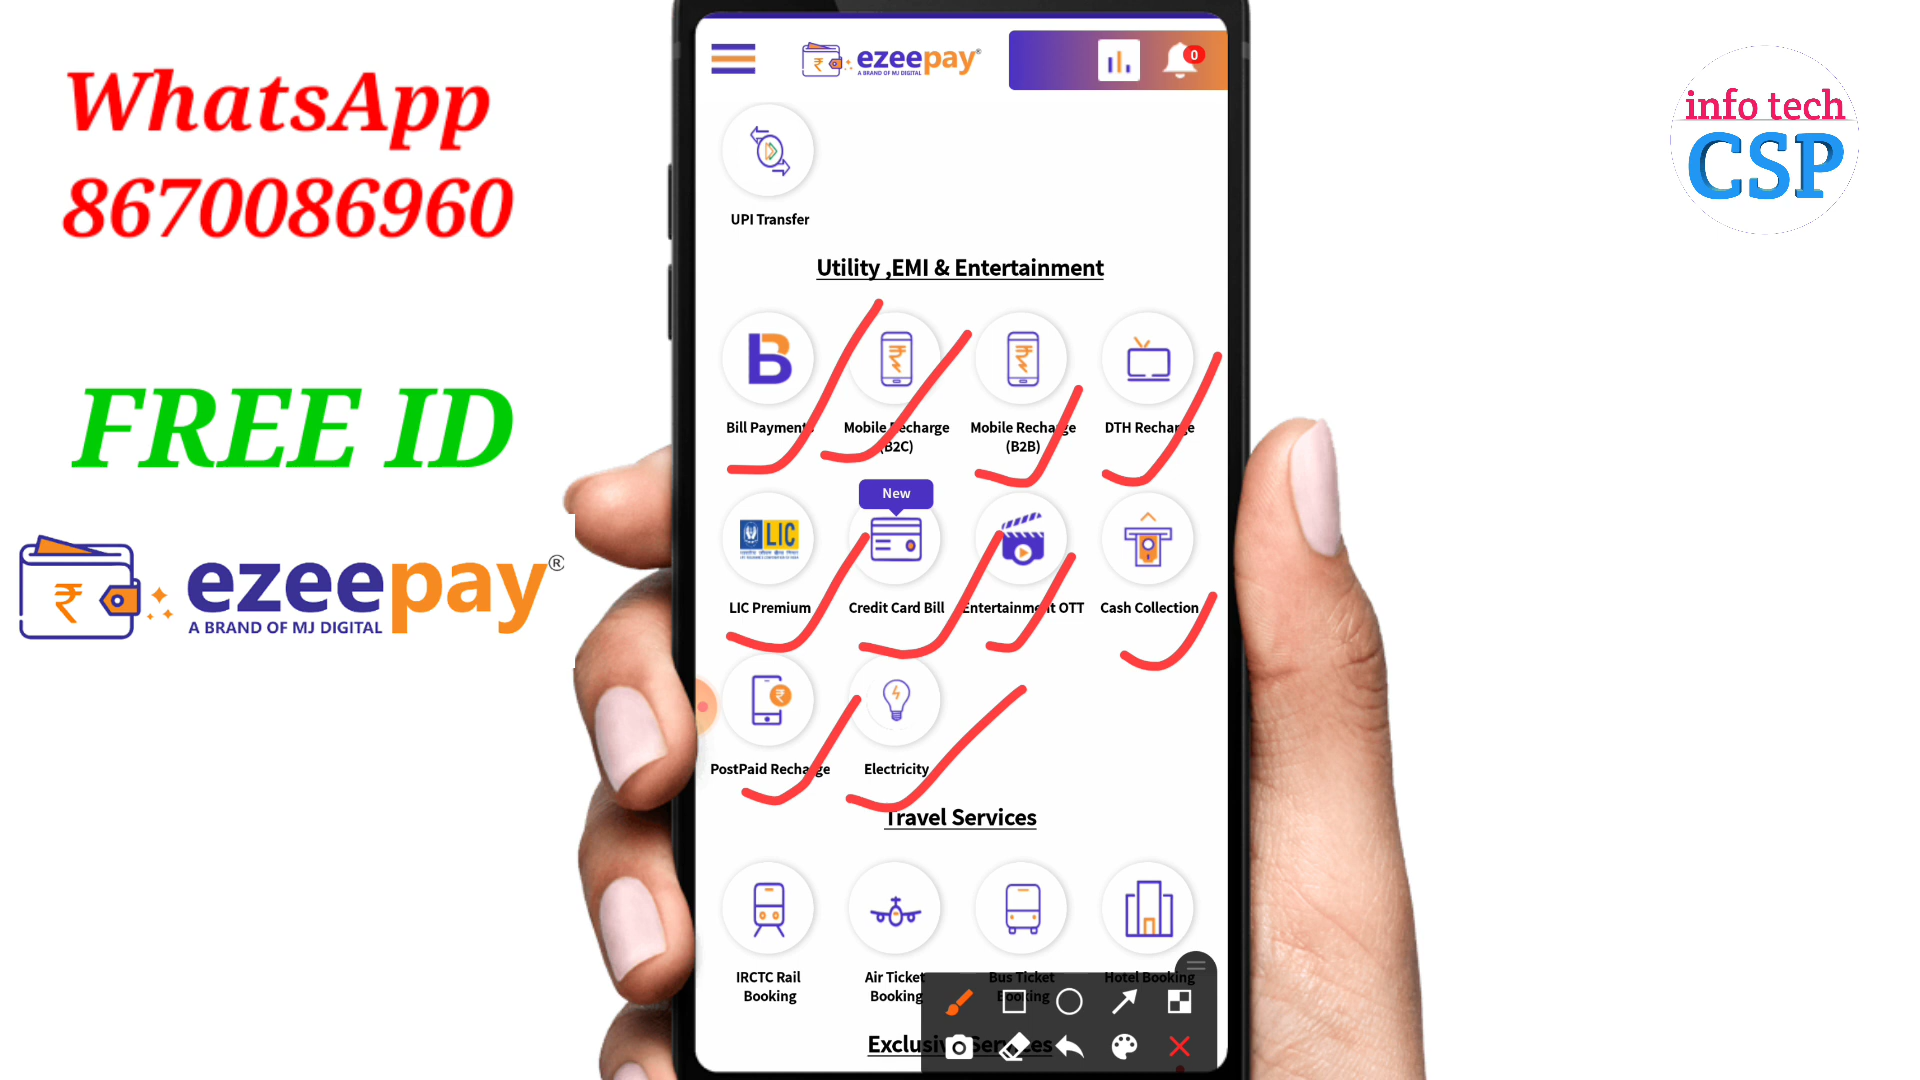 WhatsApp
8670086960
FREE ID
ezeepay®
A BRAND OF MJ DIGITAL
ezeepay®
A BRAND OF MJ DIGITAL
0
UPI Transfer
Utility ,EMI & Entertainment
Bill Payments
Mobile Recharge
(B2C)
Mobile Recharge
(B2B)
DTH Recharge
LIC
LIC Premium
New
Credit Card Bill
Entertainment OTT
Cash Collection
PostPaid Recharge
Electricity
Travel Services
IRCTC Rail
Booking
Air Ticket
Booking
Bus Ticket
Booking
Hotel Booking
Exclusive Services
info tech
CSP